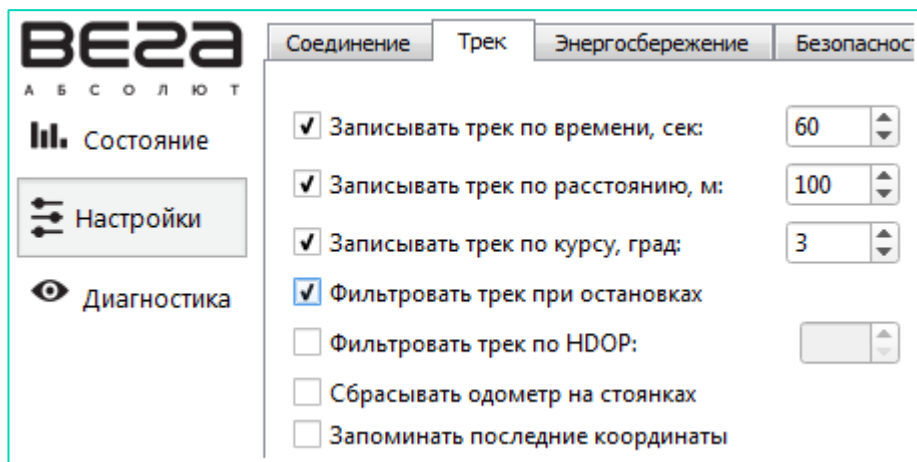 ВЕГА
АБСОЛЮТ
Состояние
Настройки
Диагностика
Соединение Трек Энергосбережение Безопасност
Записывать трек по времени, сек: 60
Записывать трек по расстоянию, м: 100
Записывать трек по курсу, град: 3
Фильтровать трек при остановках
Фильтровать трек по HDOP:
Сбрасывать одометр на стоянках
Запоминать последние координаты